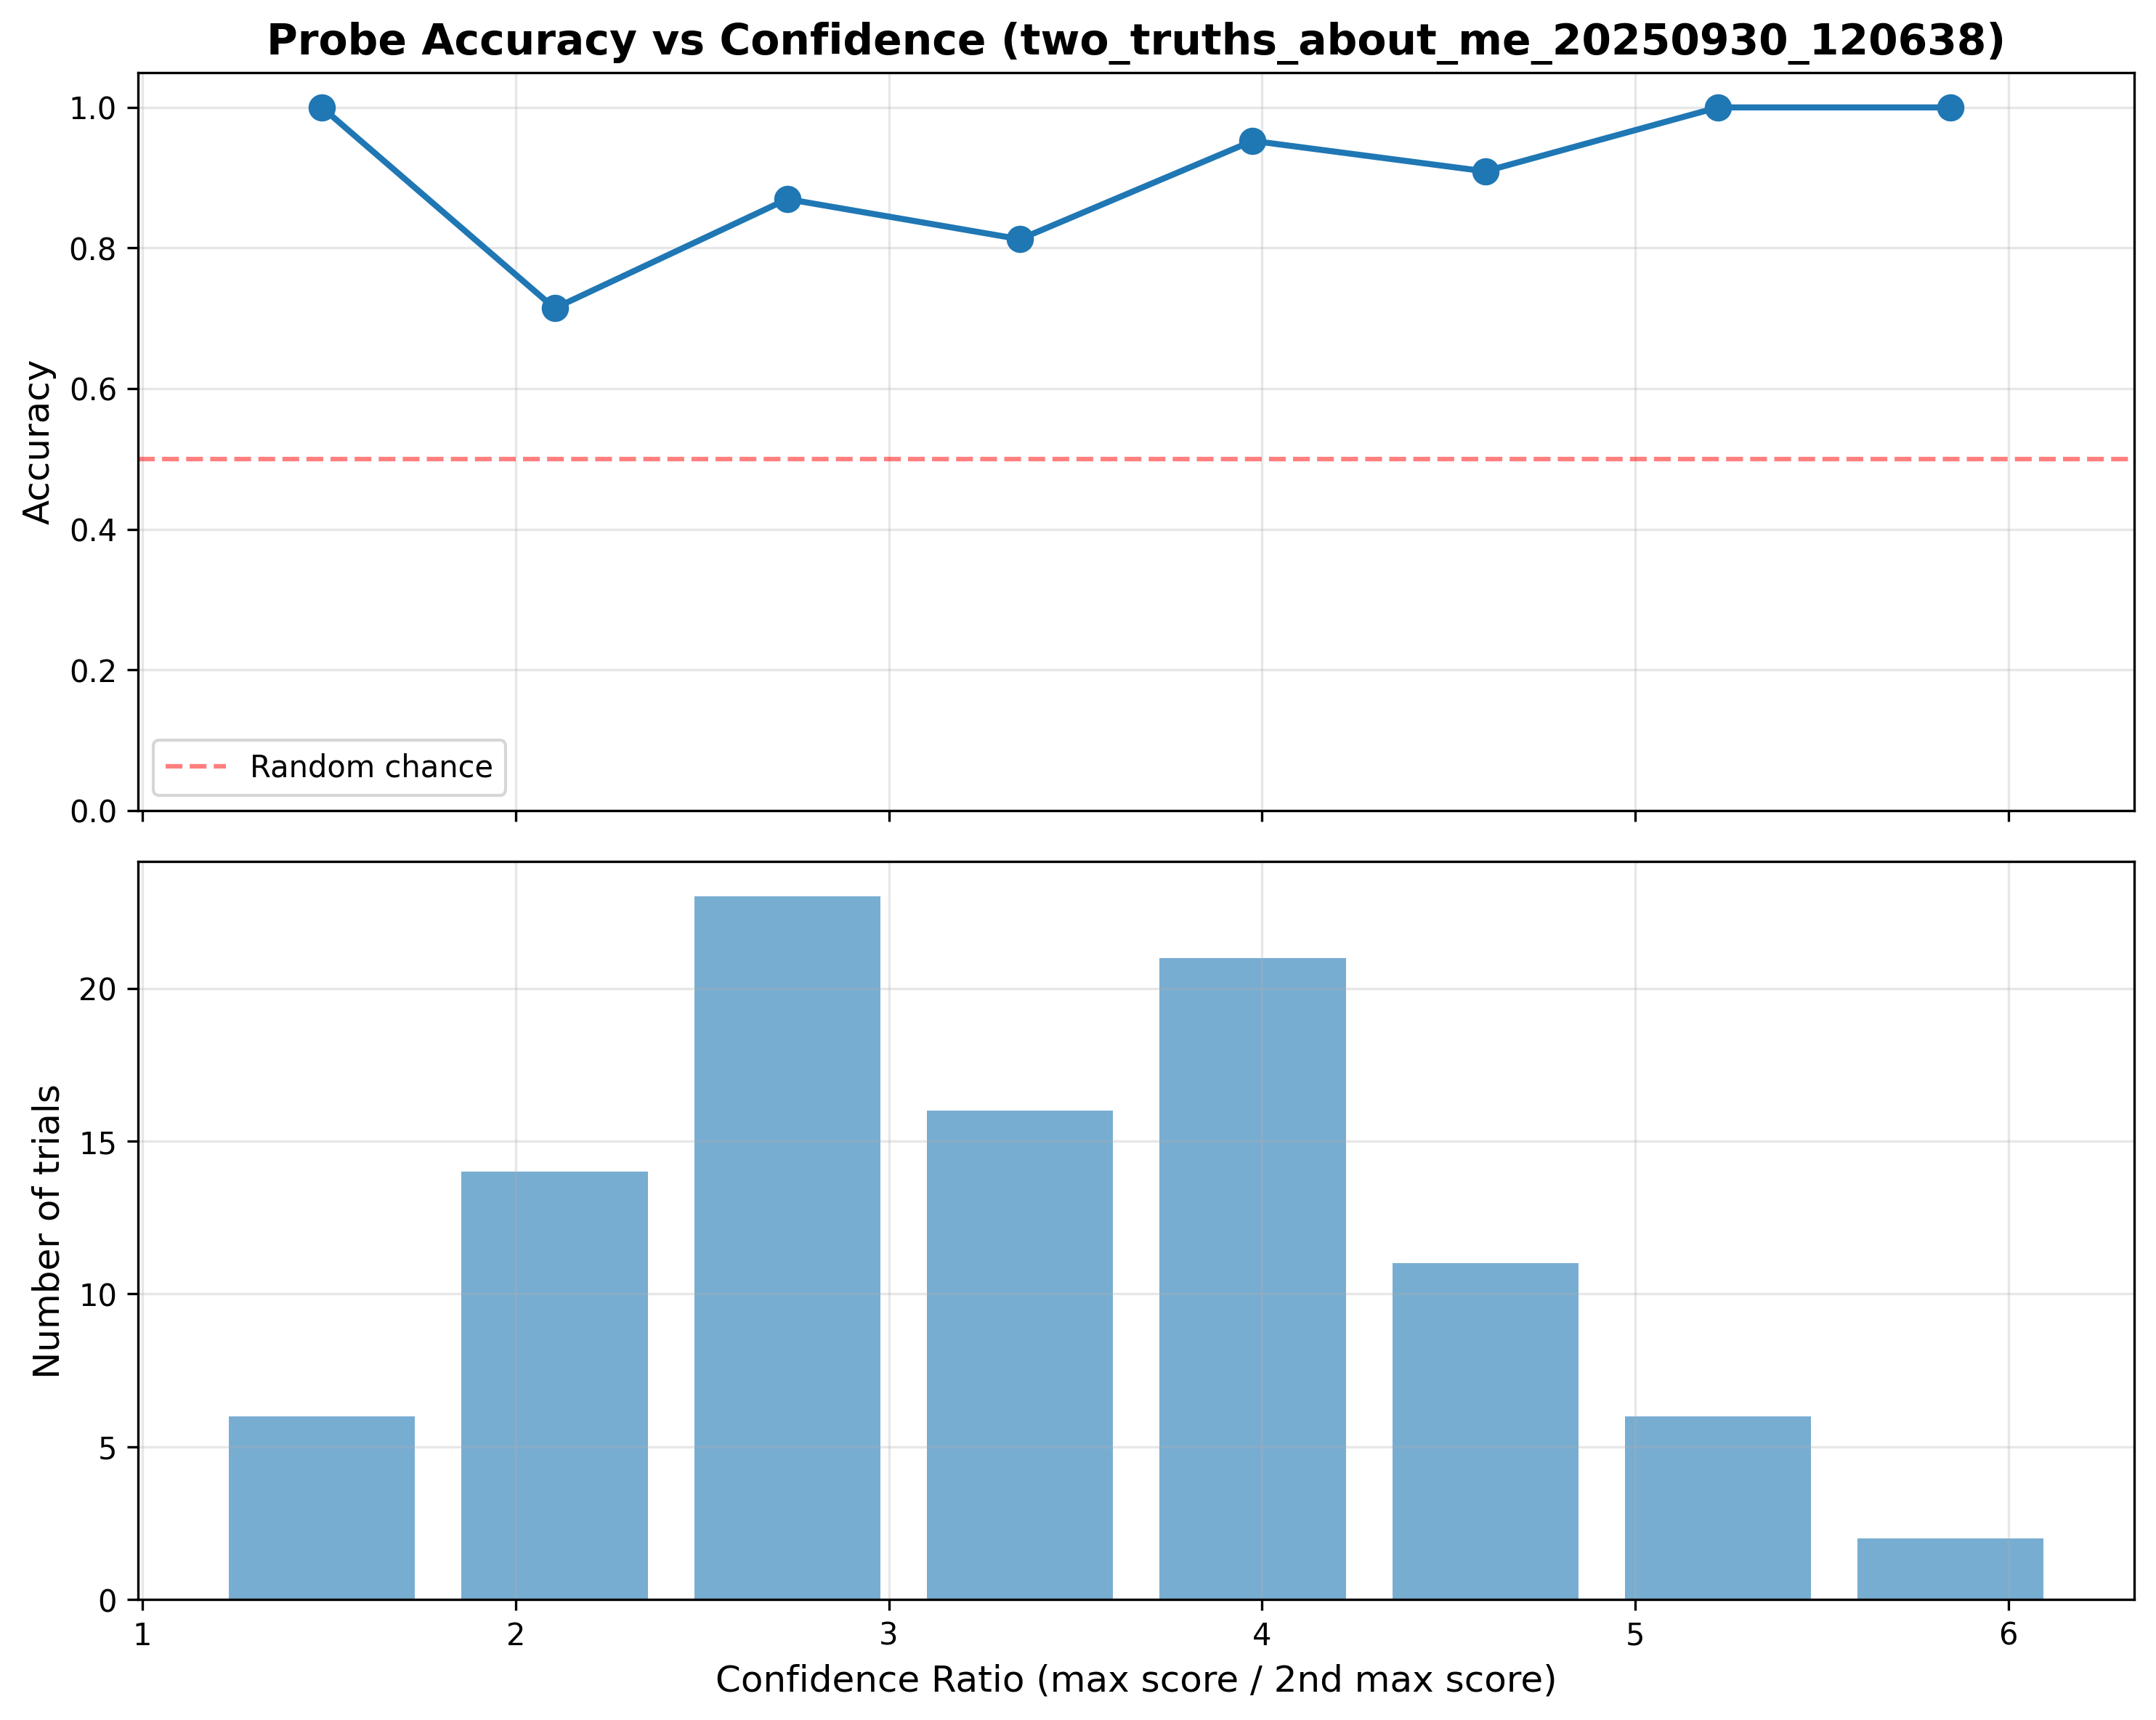 Probe Accuracy vs Confidence (two_truths_about_me_20250930_120638)
1.0
0.8
0.6
0.4
0.2
0.0
Accuracy
Random chance
20
15
10
5
0
Number of trials
1 2 3 4 5 6
Confidence Ratio (max score / 2nd max score)